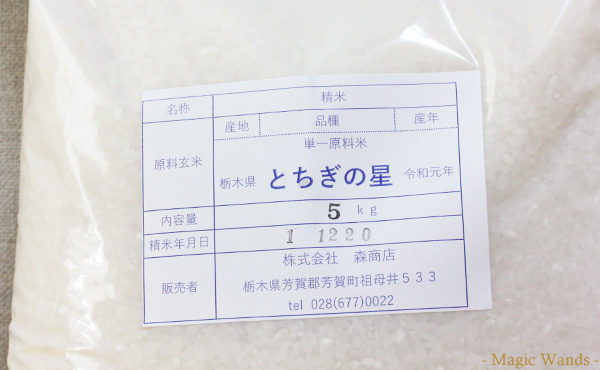 名称 精米
原料玄米 産地 品種 産年
単一原料米
栃木県 とちぎの星 令和元年
内容量 5 kg
精米年月日 1 1220
販売者 株式会社 森商店
栃木県芳賀郡芳賀町祖母井533
tel 028(677)0022
- Magic Wands -